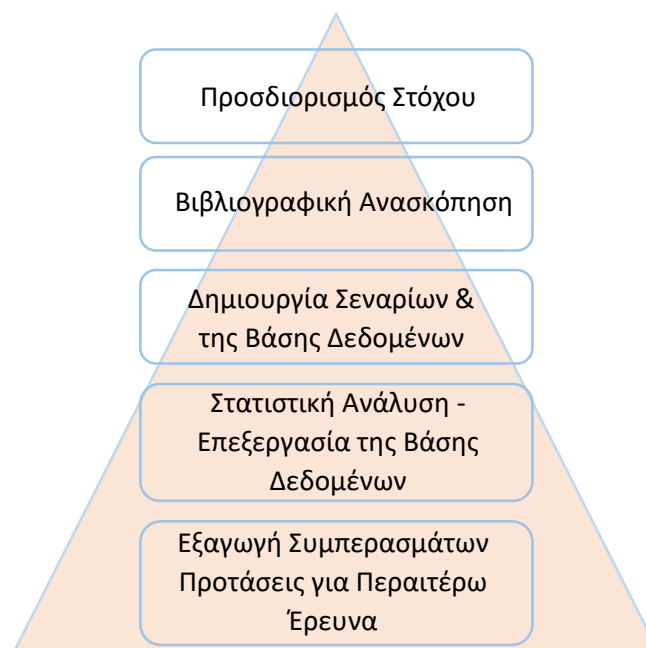 Προσδιορισμός Στόχου
Βιβλιογραφική Ανασκόπηση
Δημιουργία Σεναρίων &
της Βάσης Δεδομένων
Στατιστική Ανάλυση -
Επεξεργασία της Βάσης
Δεδομένων
Εξαγωγή Συμπερασμάτων
Προτάσεις για Περαιτέρω
Έρευνα